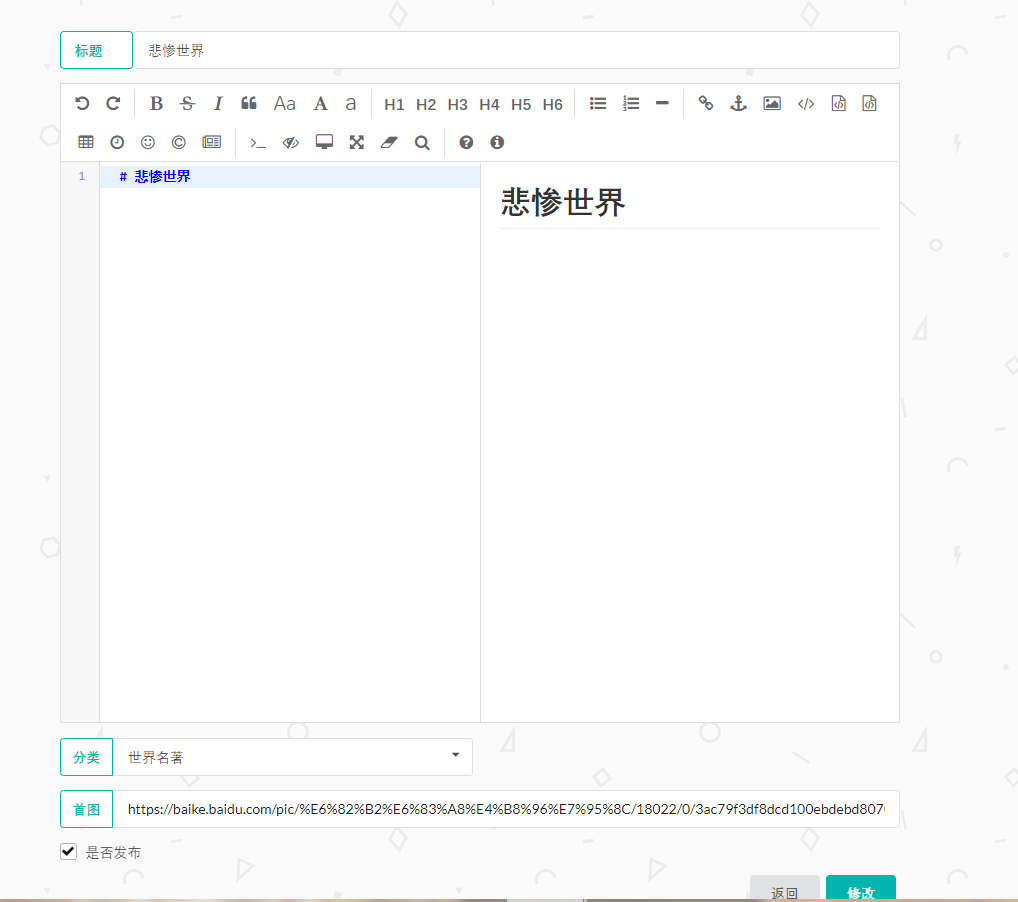 标题 悲惨世界
B S I Aa A a H1 H2 H3 H4 H5 H6
1 # 悲惨世界
悲惨世界
分类 世界名著
首图 https://baike.baidu.com/pic/%E6%82%B2%E6%83%A8%E4%B8%96%E7%95%8C/18022/0/3ac79f3df8dcd100ebdebd807
是否发布
返回 修改